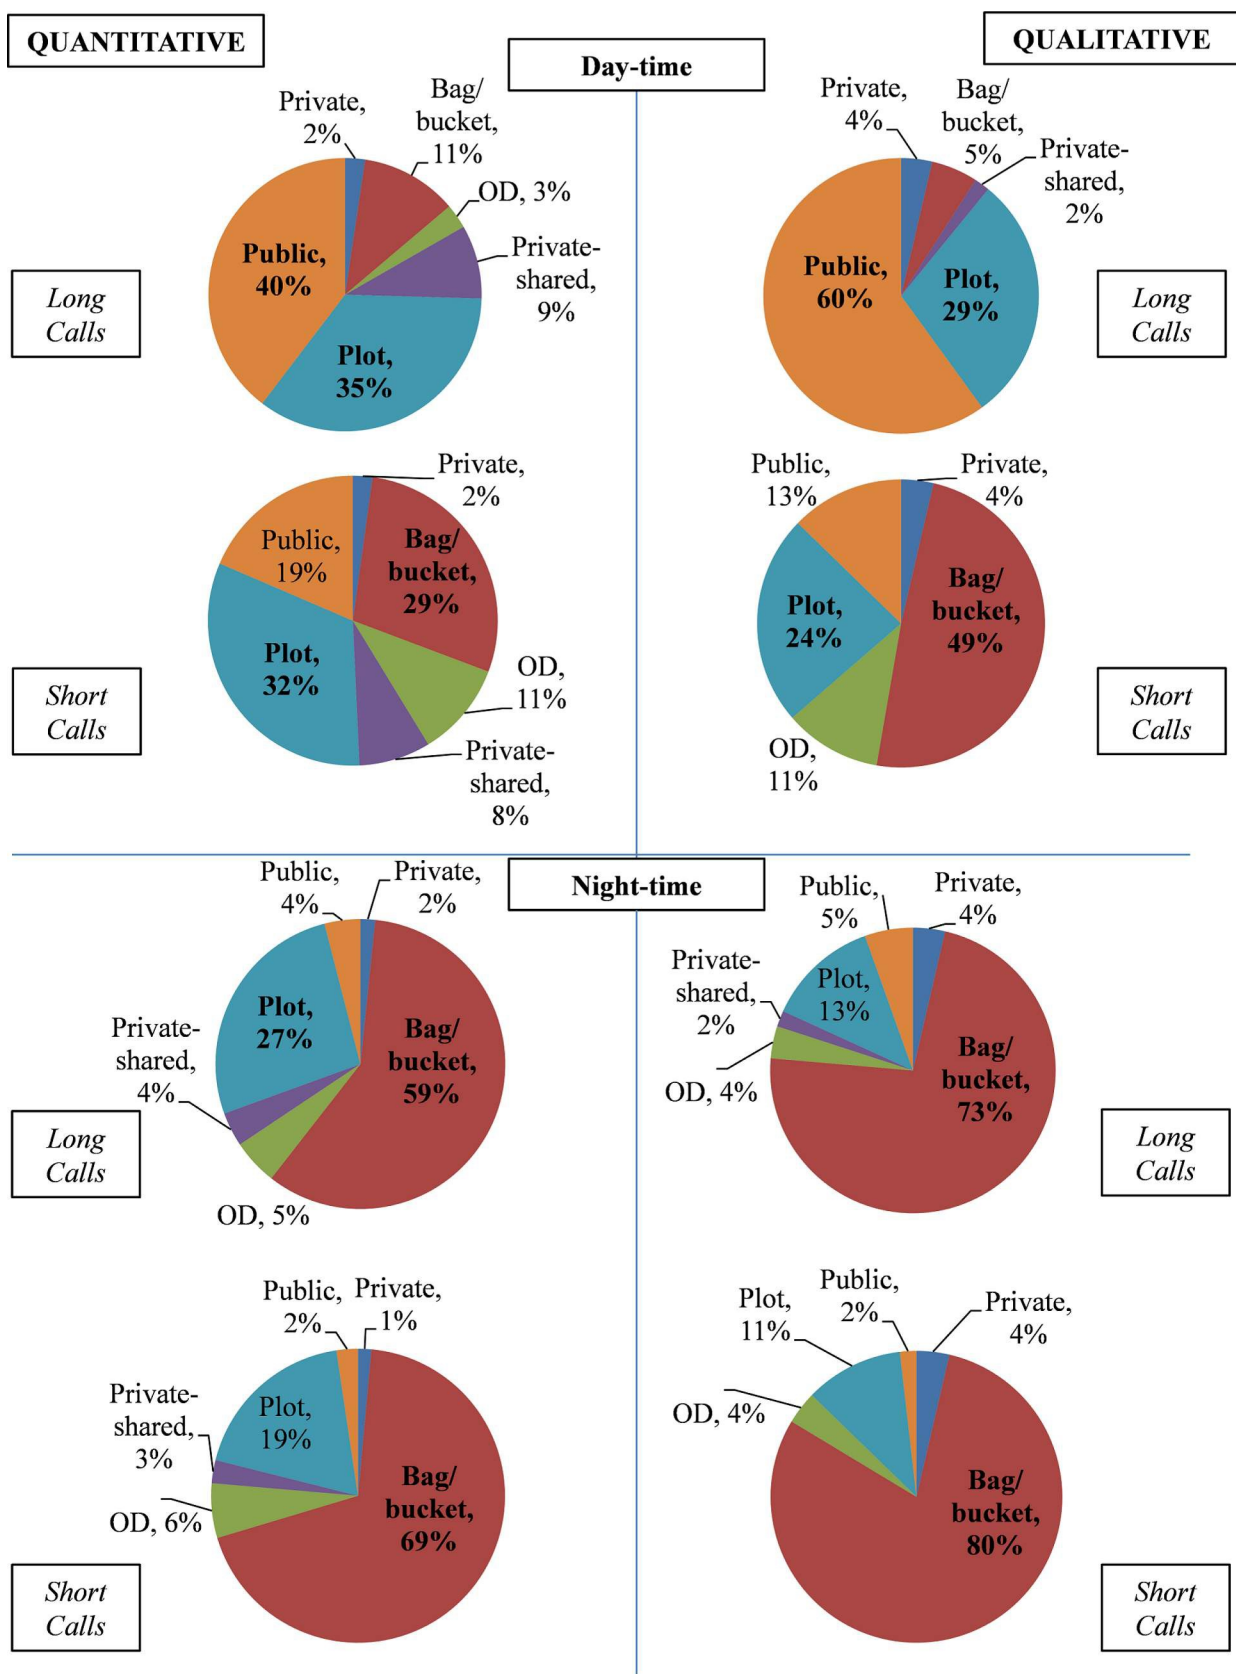 QUANTITATIVE
QUALITATIVE
Day-time
Private,
2%
Bag/
bucket,
11%
OD, 3%
Private-
shared,
9%
Plot,
35%
Public,
40%
Long
Calls
Private,
4%
Bag/
bucket,
5%
Private-
shared,
2%
Plot,
29%
Public,
60%
Long
Calls
Private,
2%
Bag/
bucket,
29%
OD,
11%
Private-
shared,
8%
Plot,
32%
Public,
19%
Short
Calls
Public,
13%
Private,
4%
Bag/
bucket,
49%
OD,
11%
Plot,
24%
Short
Calls
Night-time
Public,
4%
Private,
2%
Bag/
bucket,
59%
OD, 5%
Private-
shared,
4%
Plot,
27%
Long
Calls
Public,
5%
Private,
4%
Bag/
bucket,
73%
OD, 4%
Private-
shared,
2%
Plot,
13%
Long
Calls
Public,
2%
Private,
1%
Bag/
bucket,
69%
OD, 6%
Private-
shared,
3%
Plot,
19%
Short
Calls
Plot,
11%
Public,
2%
Private,
4%
Bag/
bucket,
80%
OD, 4%
Short
Calls